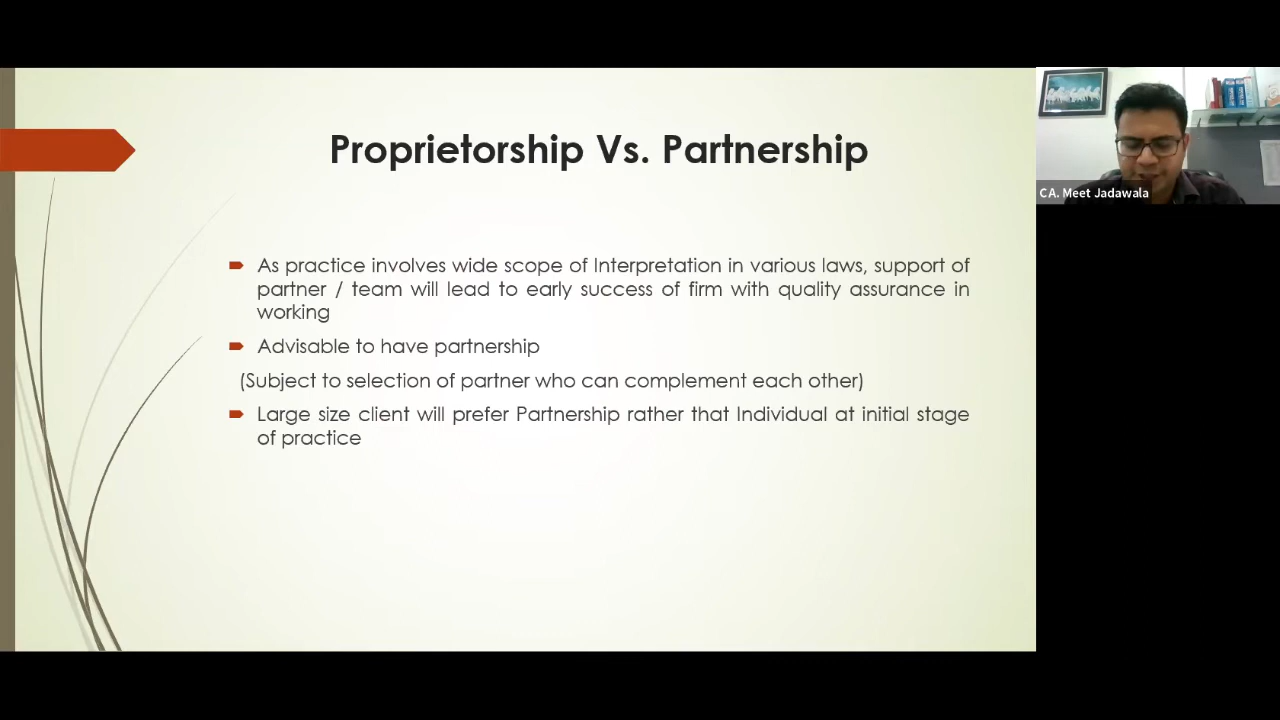 Proprietorship Vs. Partnership
As practice involves wide scope of Interpretation in various laws, support of
partner / team will lead to early success of firm with quality assurance in
working
Advisable to have partnership
(Subject to selection of partner who can complement each other)
Large size client will prefer Partnership rather that Individual at initial stage
of practice
CA. Meet Jadawala